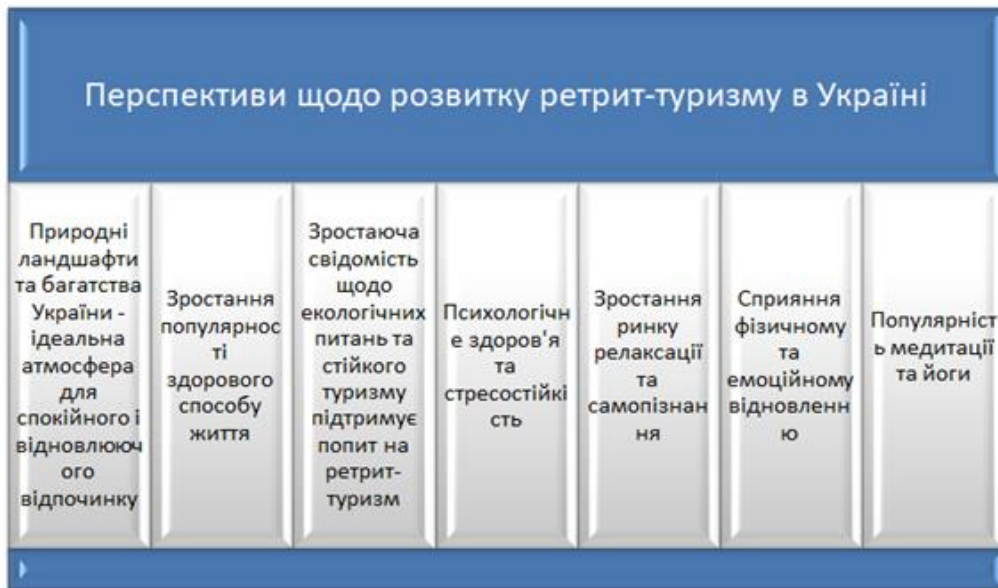 Перспективи щодо розвитку ретрит-туризму в Україні
Природні
ландшафти
та багатства
України -
ідеальна
атмосфера
для
спокійного і
відновлююч
ого
відпочинку
Зростання
популярнос
ті
здорового
способу
життя
Зростаюча
свідомість
щодо
екологічних
питань та
стійкого
туризму
підтримує
попит на
ретрит-
туризм
Психологічн
е здоров'я
та
стресостійкі
сть
Зростання
ринку
релаксації
та
самопізнан
ня
Сприяння
фізичному
та
емоційному
відновленн
ю
Популярніст
ь медитації
та йоги